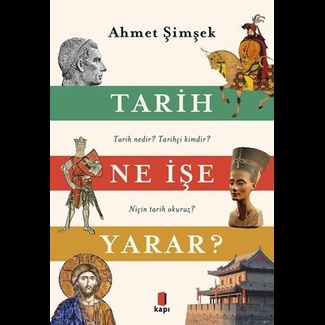 Ahmet Şimşek
TARİH
Tarih nedir? Tarihçi kimdir?
NE İŞE
Niçin tarih okuruz?
YARAR?
kapı